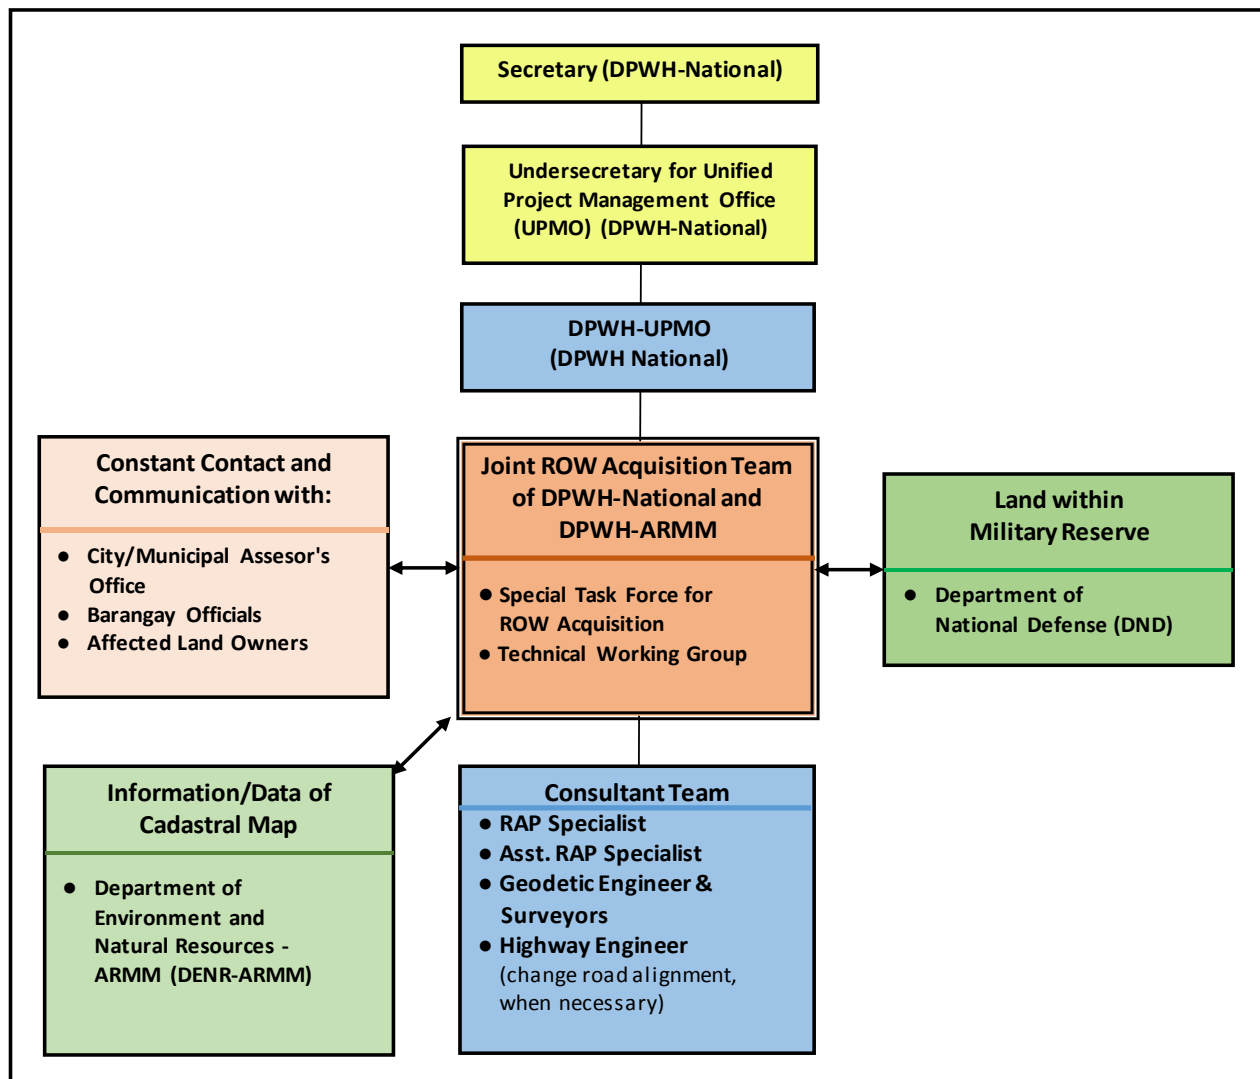 Secretary (DPWH-National)
Undersecretary for Unified
Project Management Office
(UPMO) (DPWH-National)
DPWH-UPMO
(DPWH National)
Constant Contact and
Communication with:
● City/Municipal Assesor's
Office
● Barangay Officials
● Affected Land Owners
Joint ROW Acquisition Team
of DPWH-National and
DPWH-ARMM
● Special Task Force for
ROW Acquisition
● Technical Working Group
Land within
Military Reserve
● Department of
National Defense (DND)
Information/Data of
Cadastral Map
● Department of
Environment and
Natural Resources -
ARMM (DENR-ARMM)
Consultant Team
● RAP Specialist
● Asst. RAP Specialist
● Geodetic Engineer &
Surveyors
● Highway Engineer
(change road alignment,
when necessary)